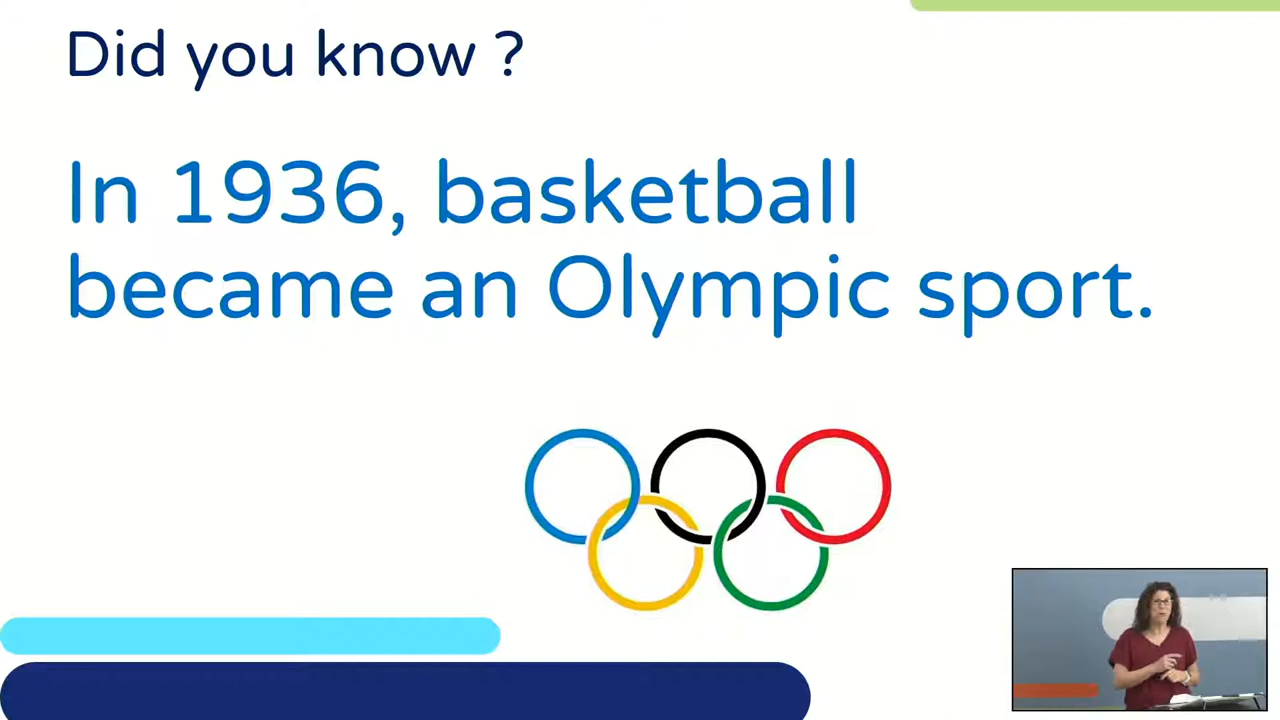 Did you know ?
In 1936, basketball
became an Olympic sport.